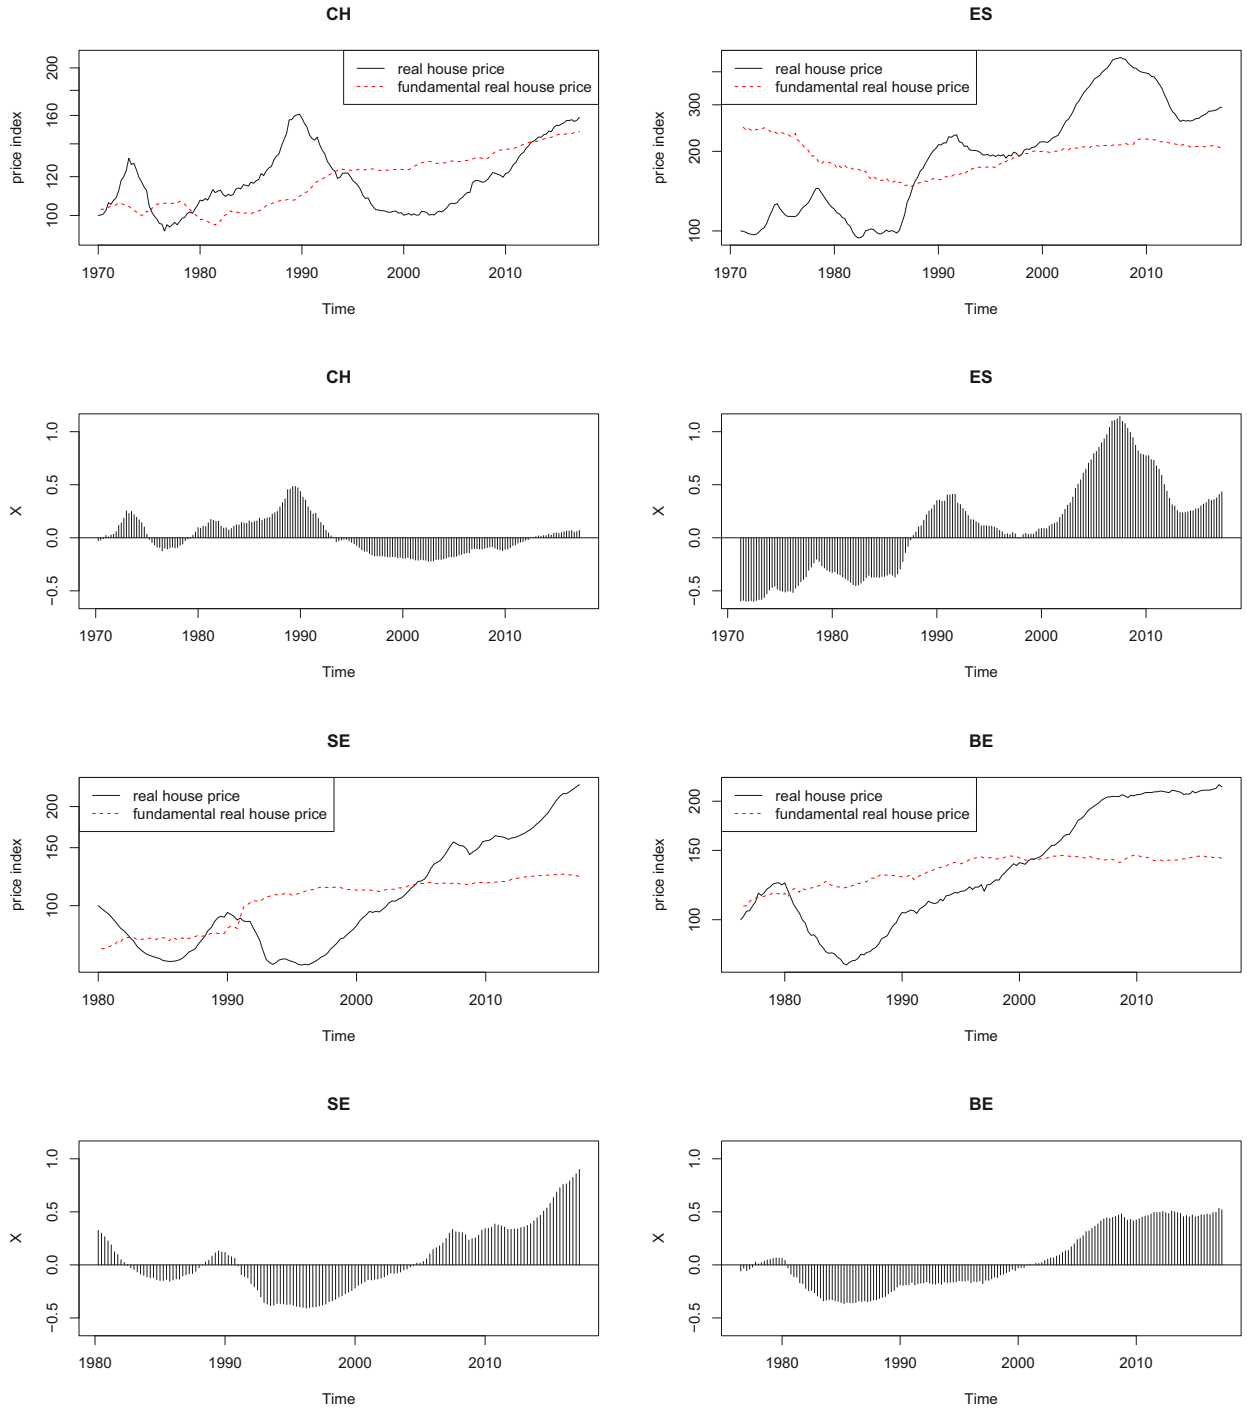 CH
price index
200
160
120
100
real house price
fundamental real house price
1970
1980
1990
2000
2010
Time
ES
price index
300
200
100
real house price
fundamental real house price
1970
1980
1990
2000
2010
Time
CH
X
1.0
0.5
0.0
−0.5
1970
1980
1990
2000
2010
Time
ES
X
1.0
0.5
0.0
−0.5
1970
1980
1990
2000
2010
Time
SE
price index
200
150
100
real house price
fundamental real house price
1980
1990
2000
2010
Time
BE
price index
200
150
100
real house price
fundamental real house price
1980
1990
2000
2010
Time
SE
X
1.0
0.5
0.0
−0.5
1980
1990
2000
2010
Time
BE
X
1.0
0.5
0.0
−0.5
1980
1990
2000
2010
Time